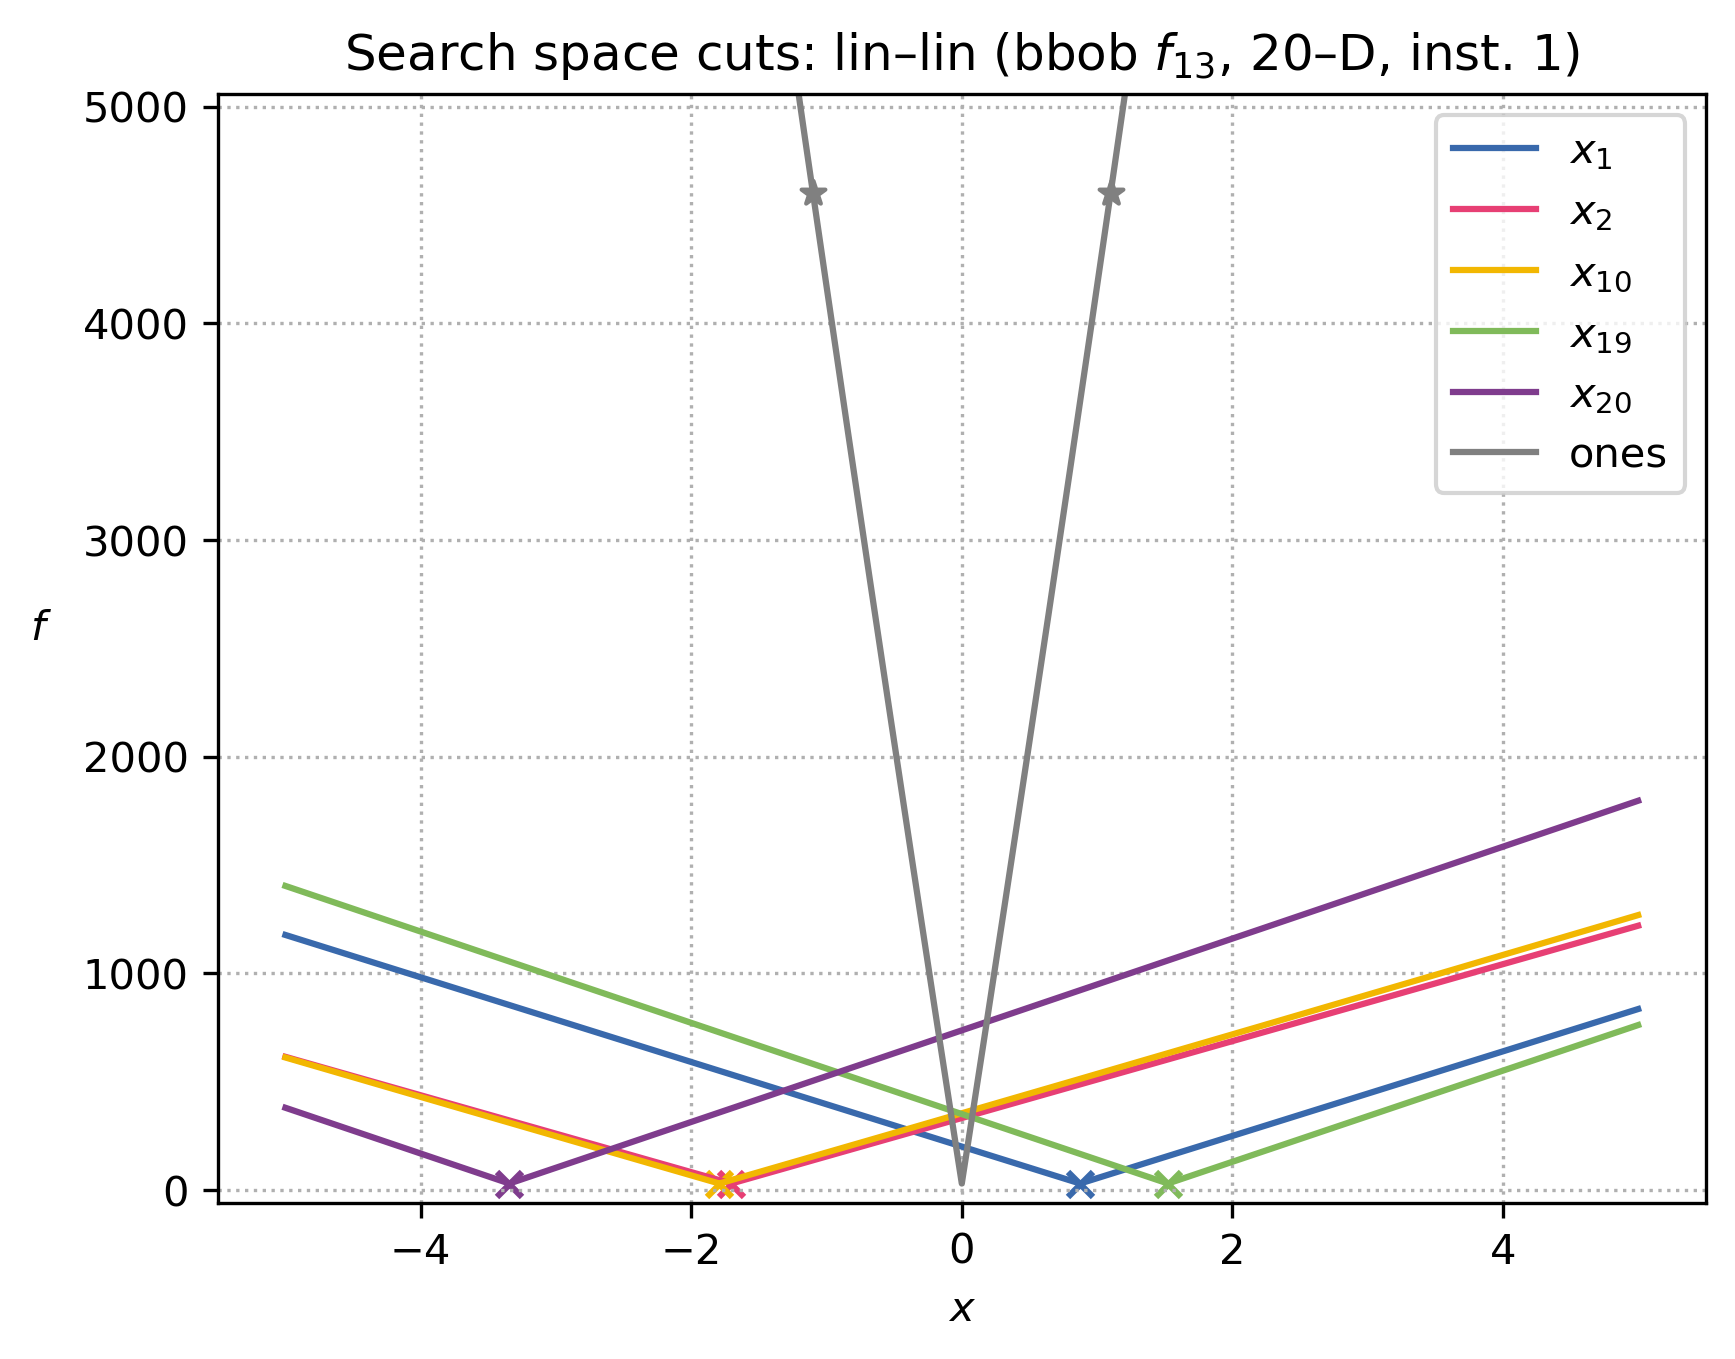 Search space cuts: lin–lin (bbob f13, 20–D, inst. 1)
5000
4000
3000
2000
1000
0
f
−4
−2
0
2
4
x
x1
x2
x10
x19
x20
ones